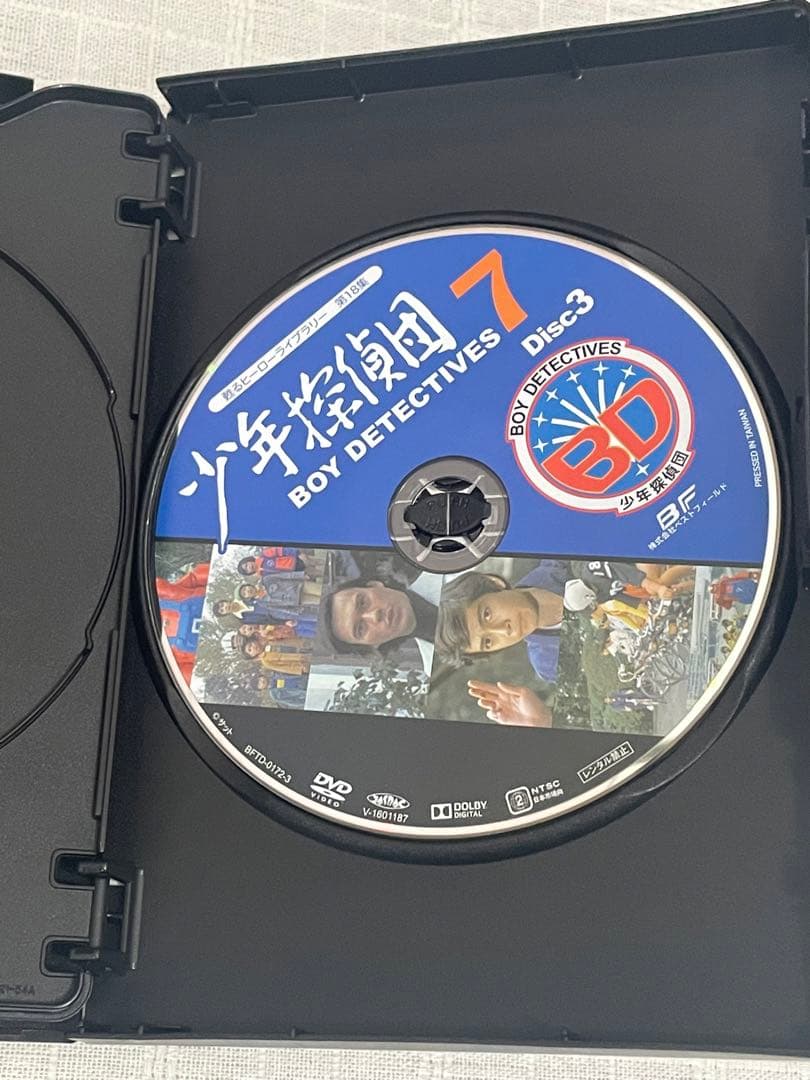 甦るヒーローライブラリー 第18集
少年探偵団 7
BOY DETECTIVES
Disc3
BOY DETECTIVES
BD
少年探偵団
BF
株式会社ベストフィールド
PRESSED IN TAIWAN
©サット
BFTD-0172-3
DVD
VIDEO
V-1601187
DOLBY
DIGITAL
2
NTSC
日本市場向
レンタル禁止